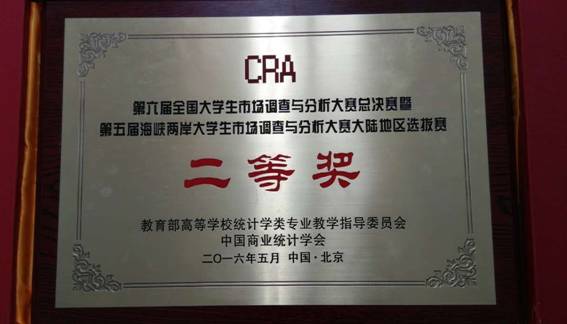 CRA
第六届全国大学生市场调查与分析大赛总决赛暨
第五届海峡两岸大学生市场调查与分析大赛大陆地区选拔赛
二等奖
教育部高等学校统计学类专业教学指导委员会
中国商业统计学会
二〇一六年五月 中国·北京